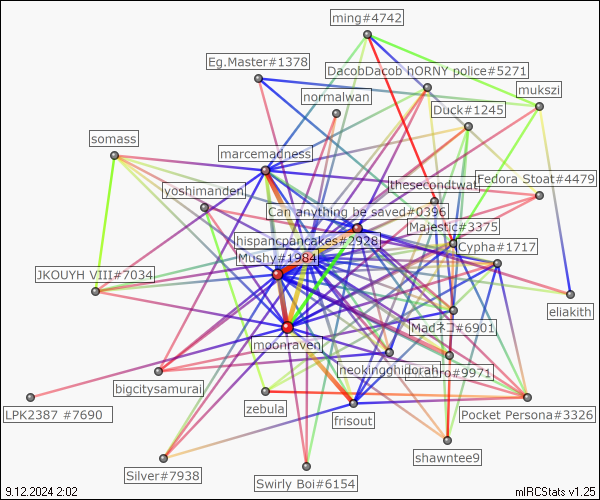 ming#4742
Eg.Master#1378
DacobDacob hORNY police#5271
normalwan
mukszi
Duck#1245
somass
marcemadness
yoshimandenj
thesecondtwat
Fedora Stoat#4479
Can anything be saved#0396
Majestic#3375
hispancpancakes#2928
Cypha#1717
Mushy#1984
JKOUYH VIII#7034
eliakith
Madネコ#6901
moonraven
neokingghidorah
ro#9971
bigcitysamurai
LPK2387 #7690
zebula
frisout
Pocket Persona#3326
shawntee9
Silver#7938
Swirly Boi#6154
9.12.2024 2:02
mIRCStats v1.25